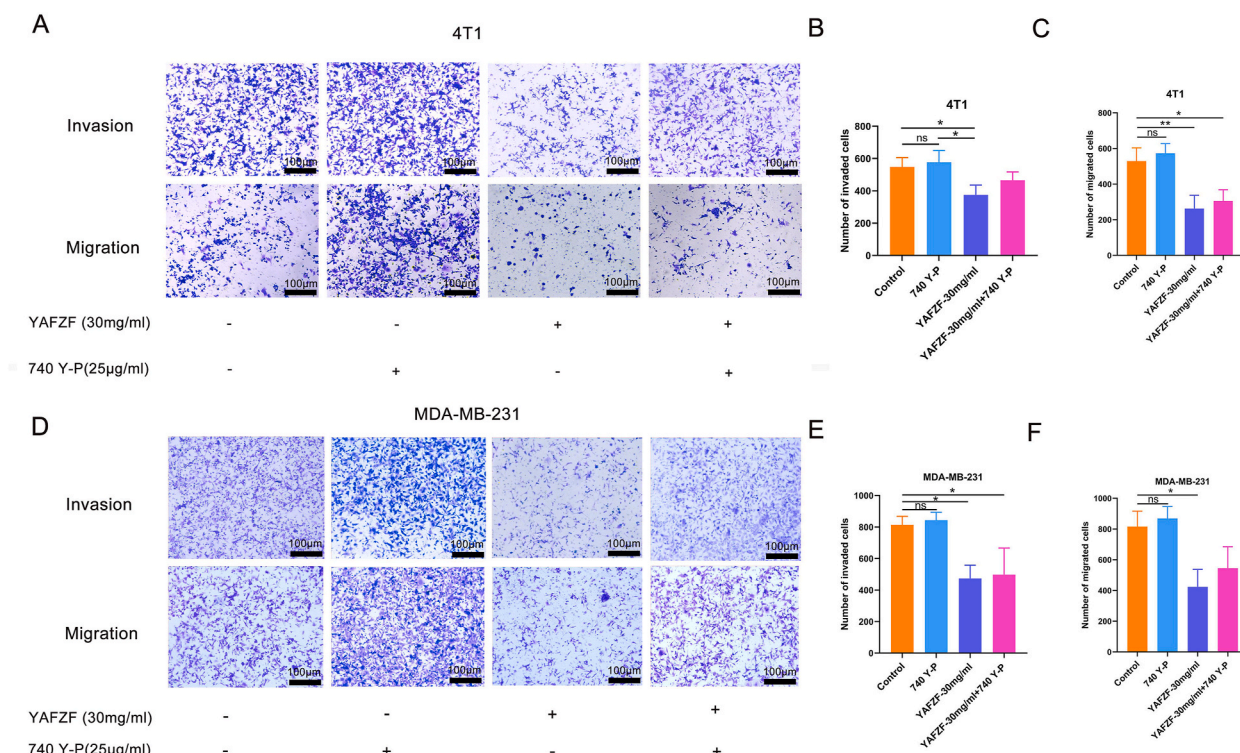 A
4T1
Invasion
100μm
100μm
100μm
100μm
Migration
100μm
100μm
100μm
100μm
YAFZF (30mg/ml)
-
-
+
+
740 Y-P(25μg/ml)
-
+
-
+
B
4T1
Number of invaded cells
800
600
400
200
0
*
ns
*
Control
740 Y-P
YAFZF-30mg/ml
YAFZF-30mg/ml+740 Y-P
C
4T1
Number of migrated cells
800
600
400
200
0
*
**
ns
Control
740 Y-P
YAFZF-30mg/ml
YAFZF-30mg/ml+740 Y-P
D
MDA-MB-231
Invasion
100μm
100μm
100μm
100μm
Migration
100μm
100μm
100μm
100μm
YAFZF (30mg/ml)
-
-
+
+
740 Y-P(25μg/ml)
-
+
-
+
E
MDA-MB-231
Number of invaded cells
1000
800
600
400
200
0
*
*
ns
Control
740 Y-P
YAFZF-30mg/ml
YAFZF-30mg/ml+740 Y-P
F
MDA-MB-231
Number of migrated cells
1000
800
600
400
200
0
*
ns
Control
740 Y-P
YAFZF-30mg/ml
YAFZF-30mg/ml+740 Y-P